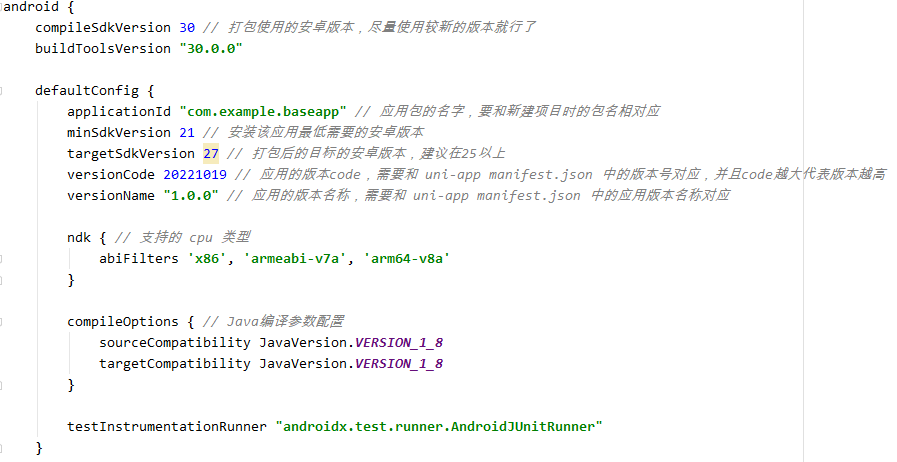 android {
compileSdkVersion 30 // 打包使用的安卓版本，尽量使用较新的版本就行了
buildToolsVersion "30.0.0"
defaultConfig {
applicationId "com.example.baseapp" // 应用包的名字，要和新建项目时的包名相对应
minSdkVersion 21 // 安装该应用最低需要的安卓版本
targetSdkVersion 27 // 打包后的目标的安卓版本，建议在25以上
versionCode 20221019 // 应用的版本code，需要和 uni-app manifest.json 中的版本号对应，并且code越大代表版本越高
versionName "1.0.0" // 应用的版本名称，需要和 uni-app manifest.json 中的应用版本名称对应
ndk { // 支持的 cpu 类型
abiFilters 'x86', 'armeabi-v7a', 'arm64-v8a'
}
compileOptions { // Java编译参数配置
sourceCompatibility JavaVersion.VERSION_1_8
targetCompatibility JavaVersion.VERSION_1_8
}
testInstrumentationRunner "androidx.test.runner.AndroidJUnitRunner"
}